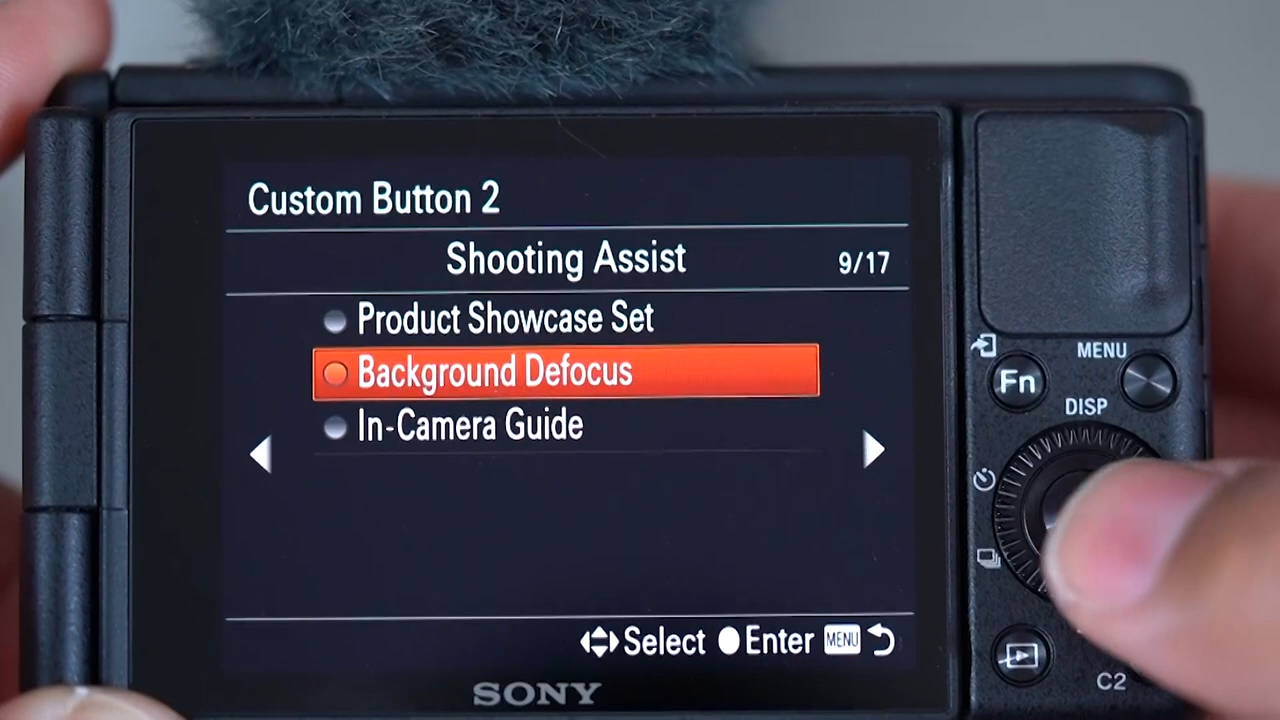 Custom Button 2
Shooting Assist 9/17
Product Showcase Set
Background Defocus
In-Camera Guide
Select Enter MENU
SONY
MENU
Fn
DISP
C2